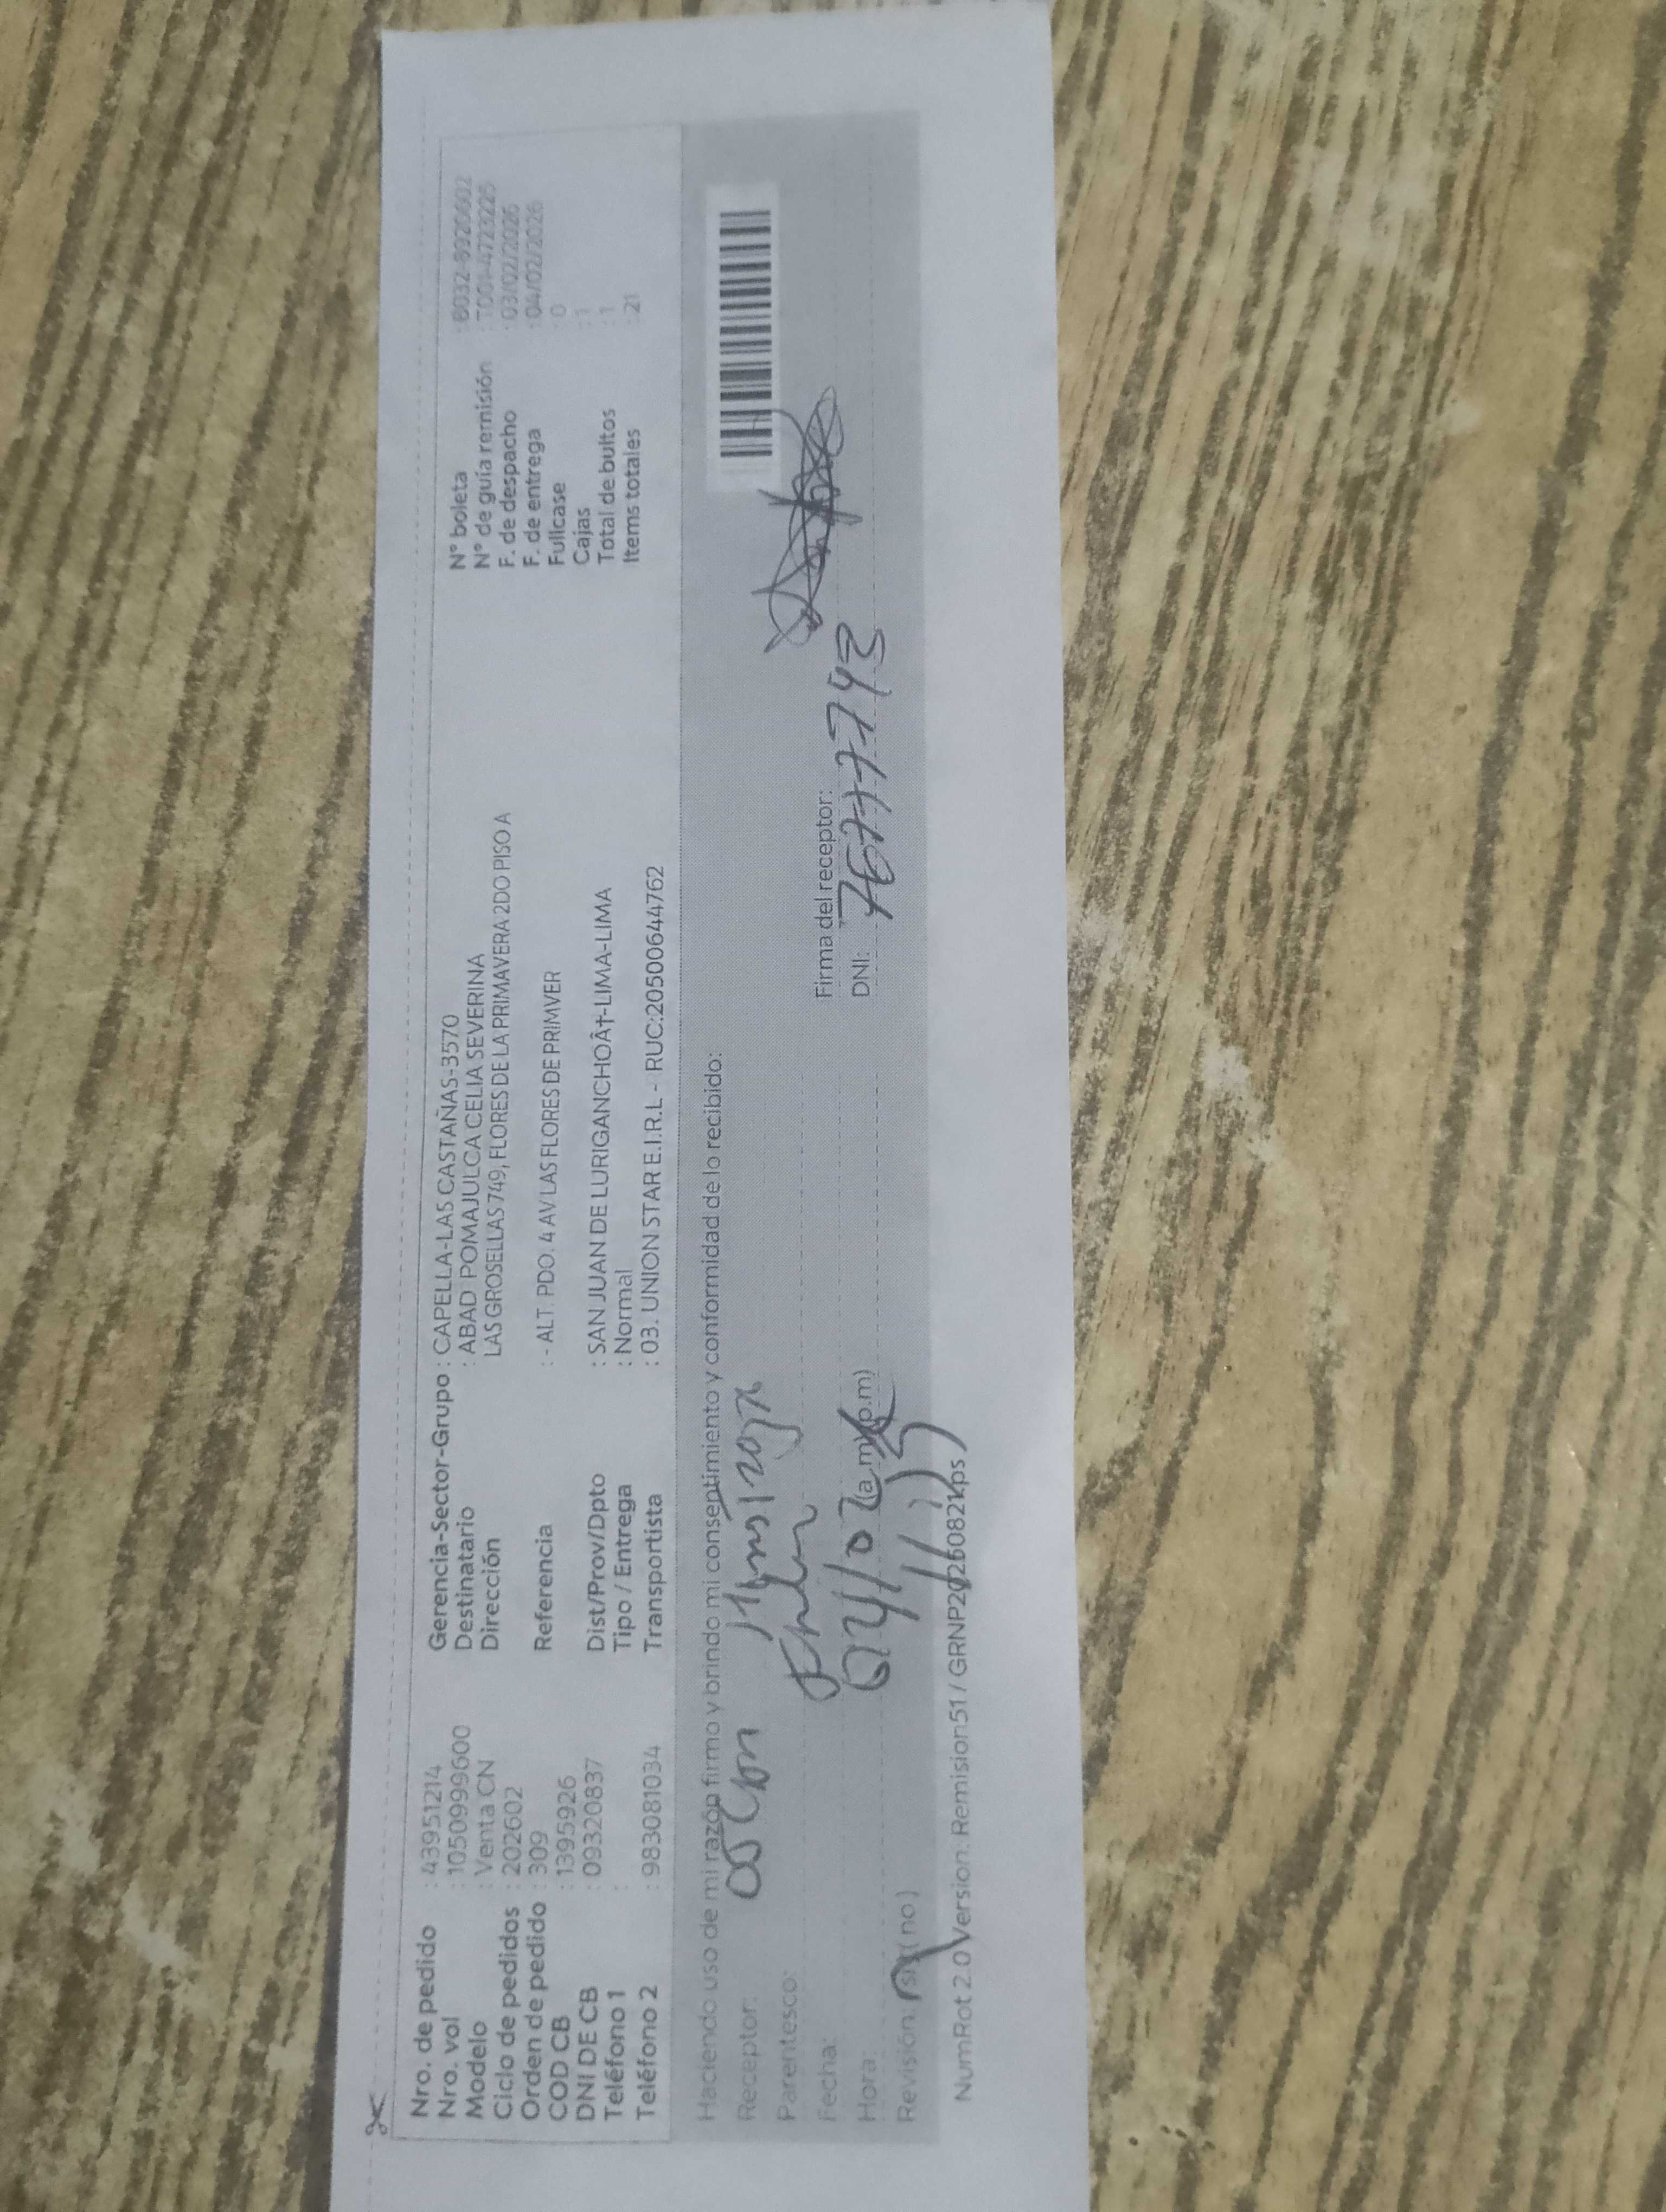 Nro. de pedido : 43951214
Nro. vol : 1050999600
Modelo : Venta CN
Ciclo de pedidos : 202602
Orden de pedido : 309
COD CB : 1395926
DNI DE CB : 09320837
Teléfono 1 :
Teléfono 2 : 983081034
Gerencia-Sector-Grupo : CAPELLA-LAS CASTAÑAS-3570
Destinatario : ABAD POMAJULCA CELIA SEVERINA
Dirección LAS GROSELLAS 749, FLORES DE LA PRIMAVERA 2DO PISO A
Referencia : - ALT. PDO. 4 AV LAS FLORES DE PRIMVER
Dist/Prov/Dpto : SAN JUAN DE LURIGANCHOÂ†-LIMA-LIMA
Tipo / Entrega : Normal
Transportista : 03. UNION STAR E.I.R.L - RUC:20500644762
N° boleta
N° de guía remisión : T001-4723226
F. de despacho : 03/02/2026
F. de entrega : 04/02/2026
Fullcase : 0
Cajas : 1
Total de bultos : 1
Items totales : 21
Haciendo uso de mi razón firmo y brindo mi consentimiento y conformidad de lo recibido:
Receptor:
Parentesco:
Fecha: 04/02
Hora: (a.m) (p.m)
Revisión: (si) (no)
Firma del receptor:
DNI: 76777743
NumRot 2.0 Version: Remision51 / GRNP20250821(ps)